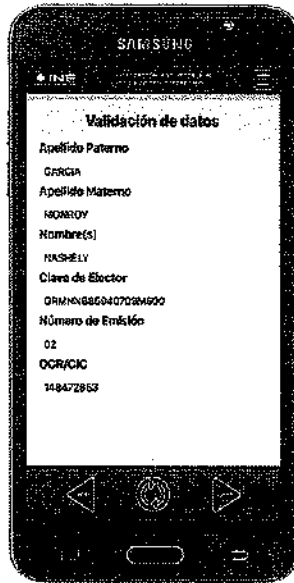 SAMSUNG
INE
Validación de datos
Apellido Paterno
GARCIA
Apellido Materno
MONROY
Nombre(s)
NASHELY
Clave de Elector
Número de Emisión
02
OCR/CIC